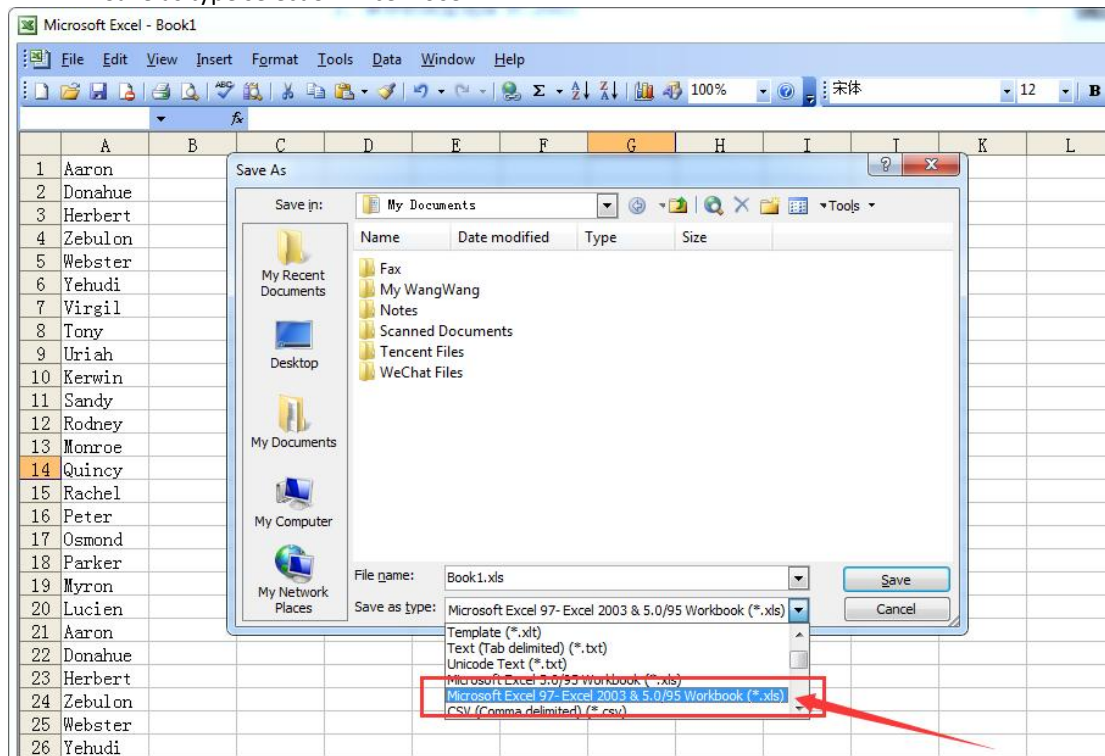 Microsoft Excel - Book1
File Edit View Insert Format Tools Data Window Help
100% 宋体 12 B
fx
A B C D E F G H I J K L
1 Aaron
2 Donahue
3 Herbert
4 Zebulon
5 Webster
6 Yehudi
7 Virgil
8 Tony
9 Uriah
10 Kerwin
11 Sandy
12 Rodney
13 Monroe
14 Quincy
15 Rachel
16 Peter
17 Osmond
18 Parker
19 Myron
20 Lucien
21 Aaron
22 Donahue
23 Herbert
24 Zebulon
25 Webster
26 Yehudi
Save As
Save in: My Documents Tools
Name Date modified Type Size
My Recent
Documents
Desktop
My Documents
My Computer
My Network
Places
Fax
My WangWang
Notes
Scanned Documents
Tencent Files
WeChat Files
File name: Book1.xls Save
Save as type: Microsoft Excel 97- Excel 2003 & 5.0/95 Workbook (*.xls) Cancel
Template (*.xlt)
Text (Tab delimited) (*.txt)
Unicode Text (*.txt)
Microsoft Excel 5.0/95 Workbook (*.xls)
Microsoft Excel 97- Excel 2003 & 5.0/95 Workbook (*.xls)
CSV (Comma delimited) (*.csv)